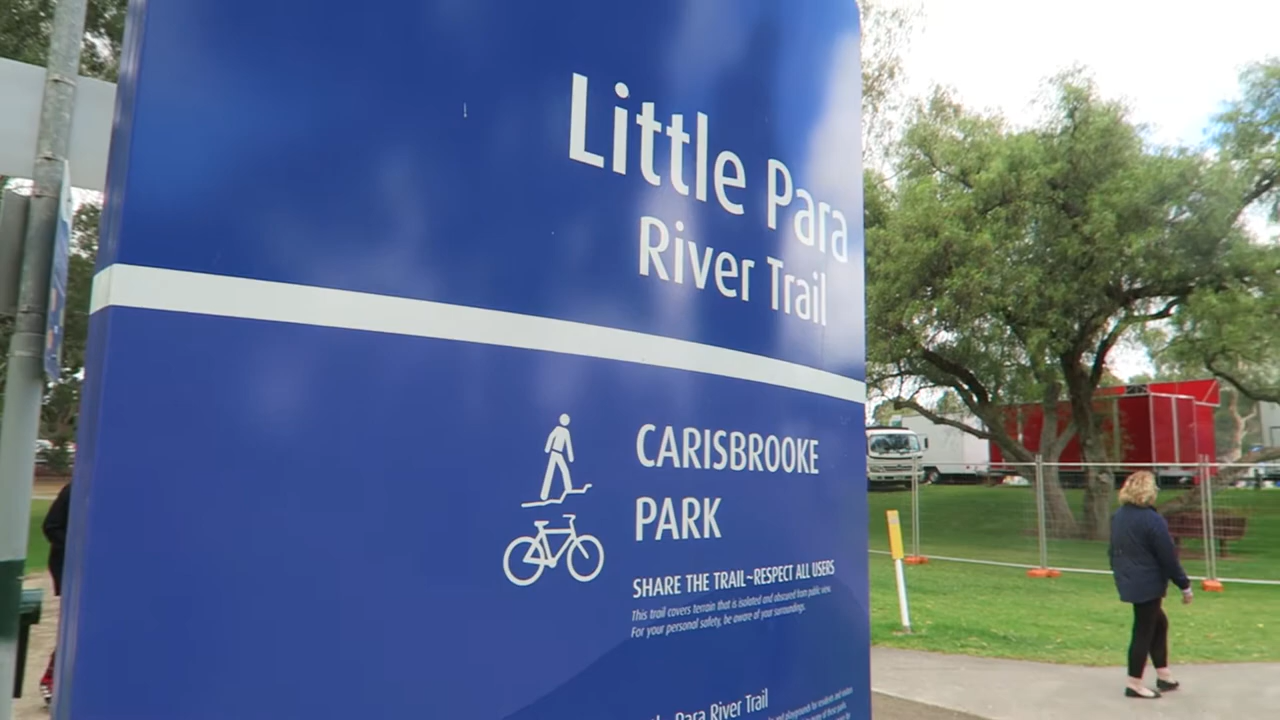 Little Para
River Trail
CARISBROOKE
PARK
SHARE THE TRAIL~RESPECT ALL USERS
This trail covers terrain that is isolated and obscured from public view.
For your personal safety, be aware of your surroundings.
Para River Trail